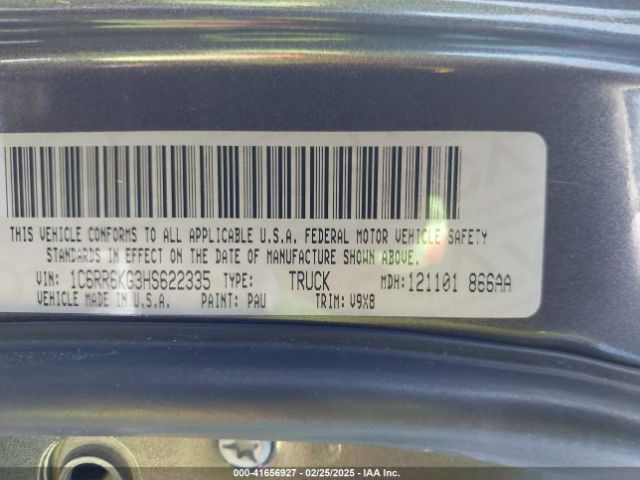 THIS VEHICLE CONFORMS TO ALL APPLICABLE U.S.A. FEDERAL MOTOR VEHICLE SAFETY
STANDARDS IN EFFECT ON THE DATE OF MANUFACTURE SHOWN ABOVE.
VIN: 1C6RR6KG3HS622335 TYPE: TRUCK MDH:121101 866AA
VEHICLE MADE IN U.S.A. PAINT: PAU TRIM: V9X8
00-41656927 - 02/25/2025 - IAA Inc.